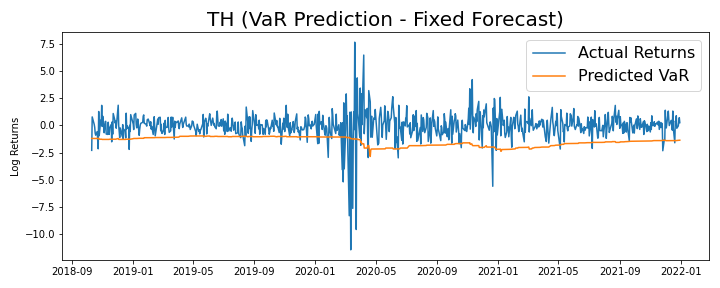 TH (VaR Prediction - Fixed Forecast)
Actual Returns
Predicted VaR
Log Returns
7.5
5.0
2.5
0.0
−2.5
−5.0
−7.5
−10.0
2018-09 2019-01 2019-05 2019-09 2020-01 2020-05 2020-09 2021-01 2021-05 2021-09 2022-01